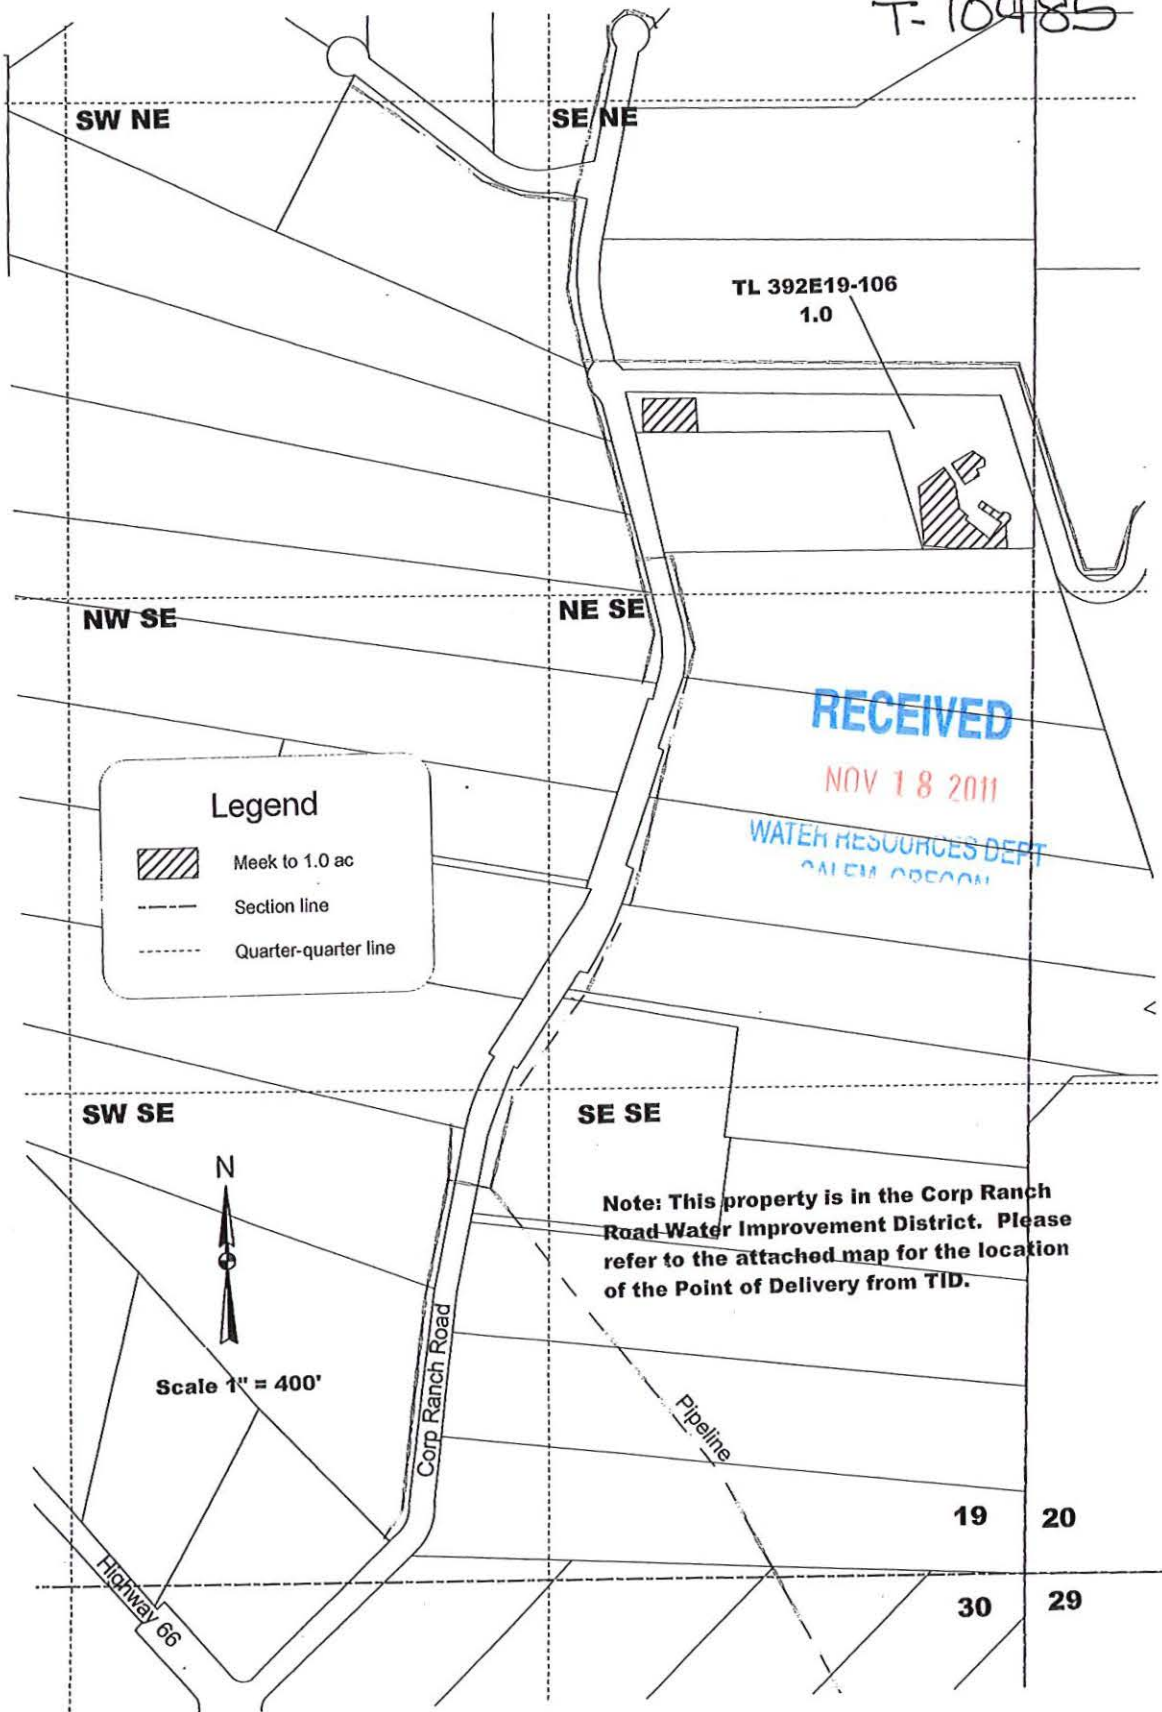 T-10485
SW NE
SE NE
TL 392E19-106
1.0
NW SE
NE SE
RECEIVED
NOV 18 2011
WATER RESOURCES DEPT
SALEM, OREGON
Legend
Meek to 1.0 ac
Section line
Quarter-quarter line
SW SE
SE SE
N
Note: This property is in the Corp Ranch
Road Water Improvement District. Please
refer to the attached map for the location
of the Point of Delivery from TID.
Scale 1" = 400'
Corp Ranch Road
Pipeline
19
20
Highway 66
30
29